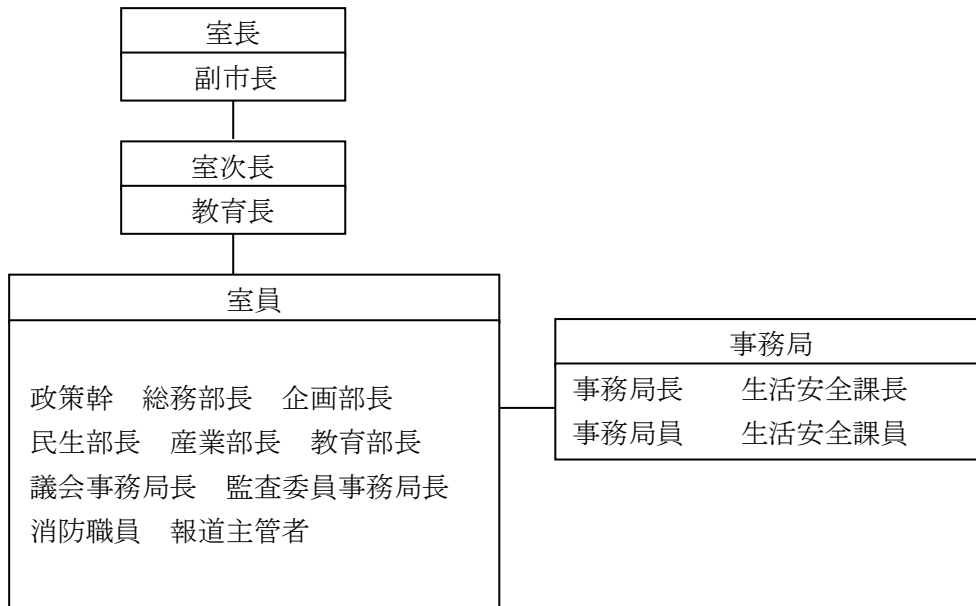 室長
副市長
室次長
教育長
室員
政策幹　総務部長　企画部長
民生部長　産業部長　教育部長
議会事務局長　監査委員事務局長
消防職員　報道主管者
事務局
事務局長　生活安全課長
事務局員　生活安全課員